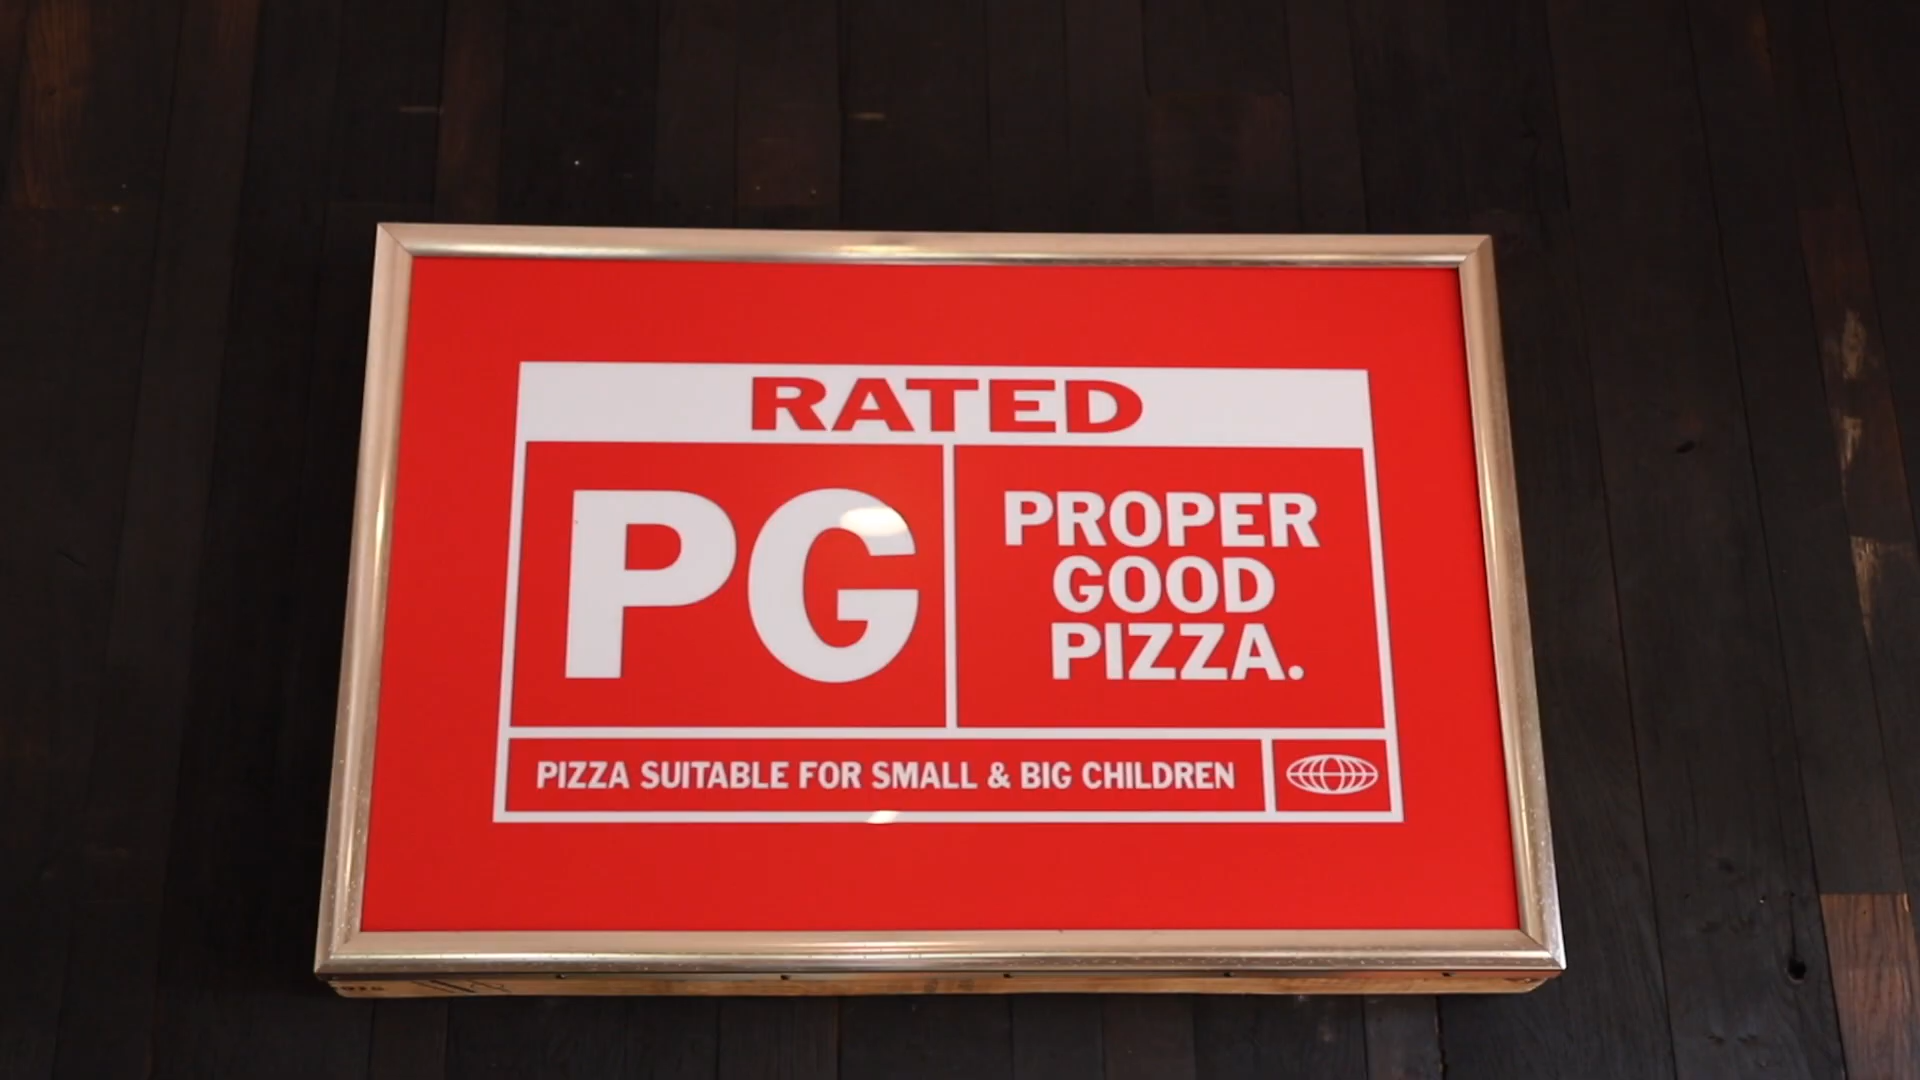 RATED
PG
PROPER
GOOD
PIZZA.
PIZZA SUITABLE FOR SMALL & BIG CHILDREN